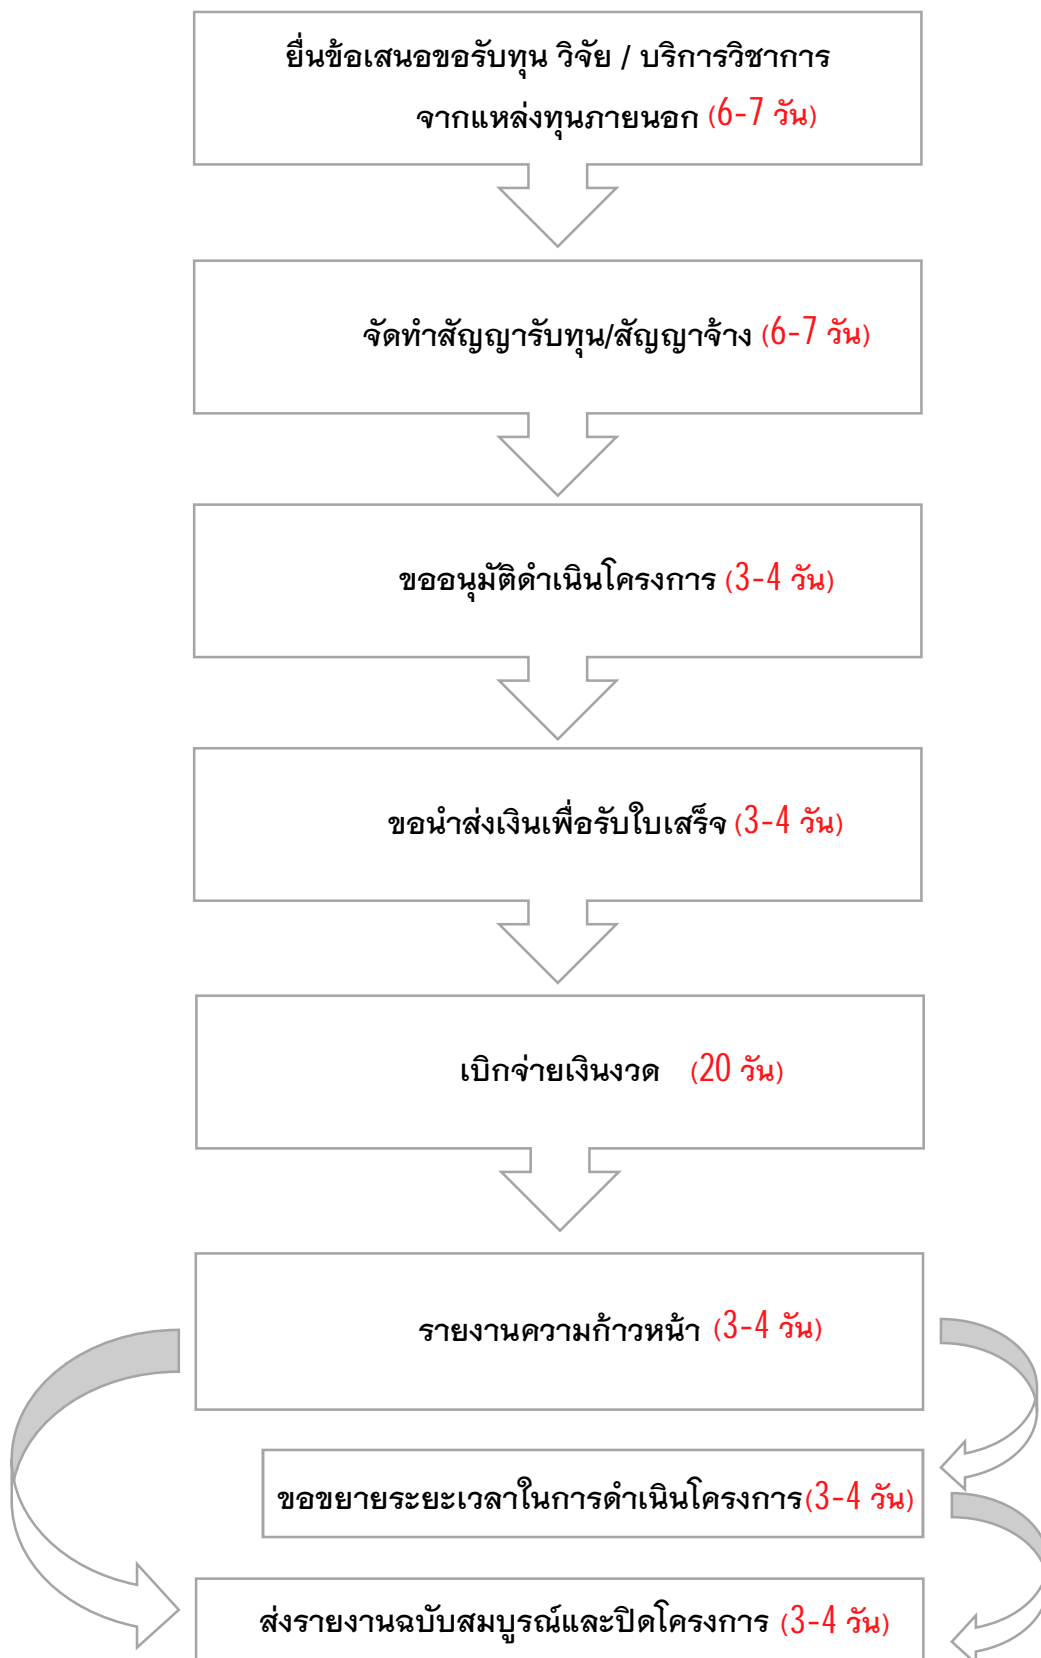 ยื่นข้อเสนอขอรับทุน วิจัย / บริการวิชาการ
จากแหล่งทุนภายนอก (6-7 วัน)
จัดทำสัญญารับทุน/สัญญาจ้าง (6-7 วัน)
ขออนุมัติดำเนินโครงการ (3-4 วัน)
ขอนำส่งเงินเพื่อรับใบเสร็จ (3-4 วัน)
เบิกจ่ายเงินงวด (20 วัน)
รายงานความก้าวหน้า (3-4 วัน)
ขอขยายระยะเวลาในการดำเนินโครงการ(3-4 วัน)
ส่งรายงานฉบับสมบูรณ์และปิดโครงการ (3-4 วัน)